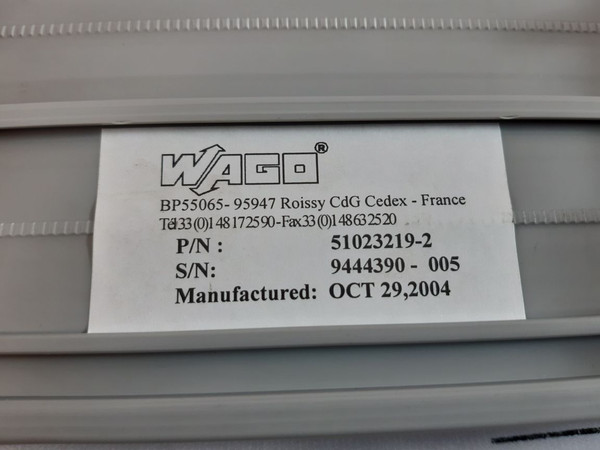 WAGO®
BP55065- 95947 Roissy CdG Cedex - France
Tél33(0)148172590-Fax33(0)148632520
P/N : 51023219-2
S/N: 9444390 - 005
Manufactured: OCT 29,2004